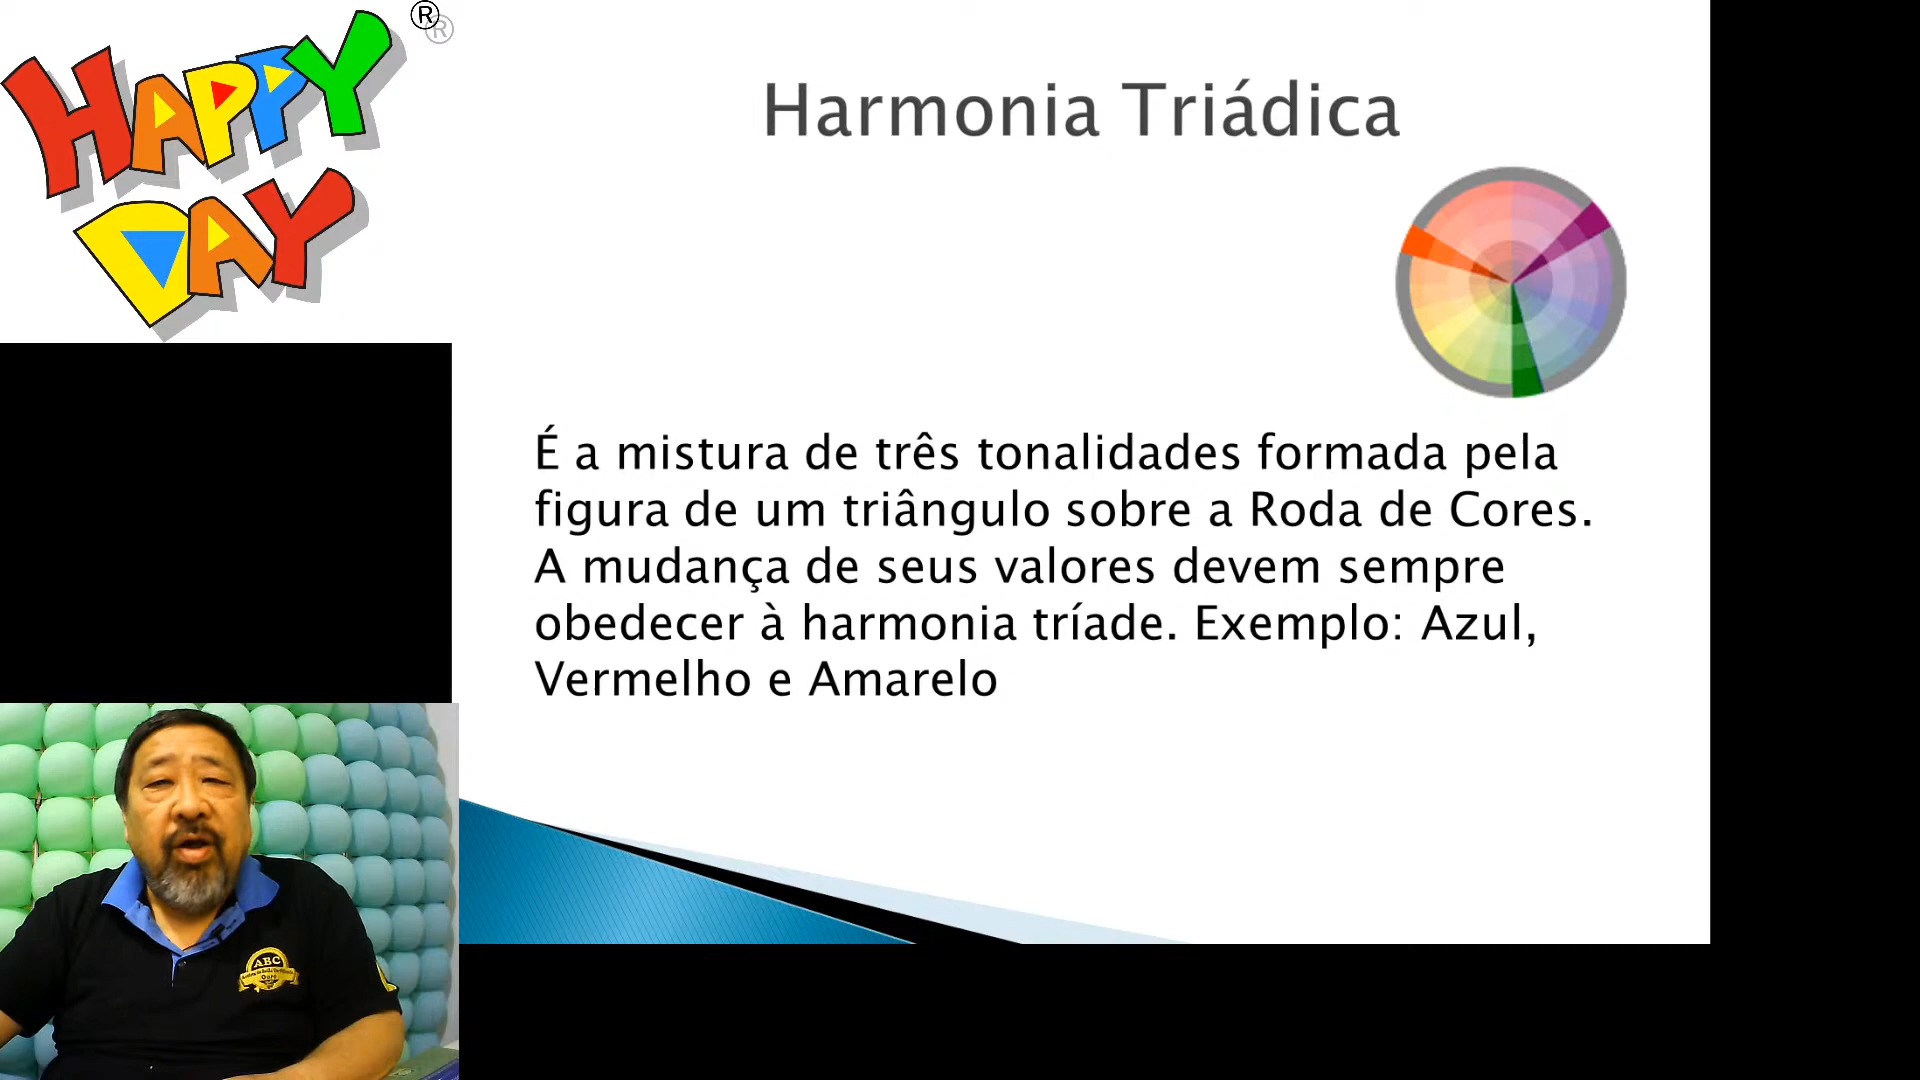 HAPPY
DAY
®
Harmonia Triádica
É a mistura de três tonalidades formada pela
figura de um triângulo sobre a Roda de Cores.
A mudança de seus valores devem sempre
obedecer à harmonia tríade. Exemplo: Azul,
Vermelho e Amarelo
ABC